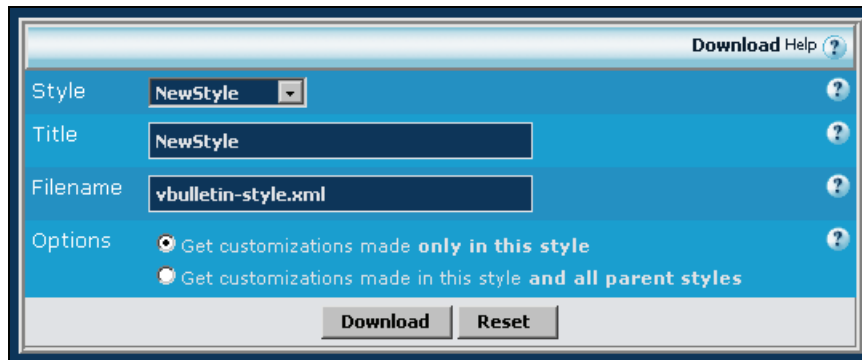 Download Help ?
Style NewStyle ?
Title NewStyle ?
Filename vbulletin-style.xml ?
Options Get customizations made only in this style ?
Get customizations made in this style and all parent styles
Download Reset